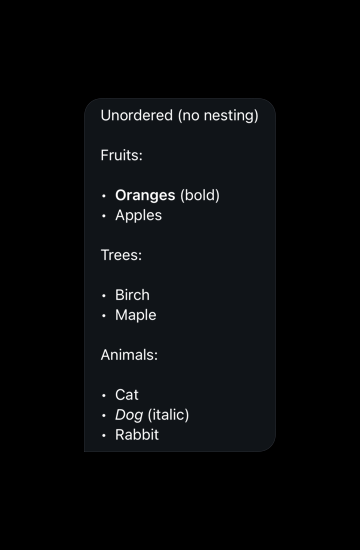 Unordered (no nesting)
Fruits:
• Oranges (bold)
• Apples
Trees:
• Birch
• Maple
Animals:
• Cat
• Dog (italic)
• Rabbit